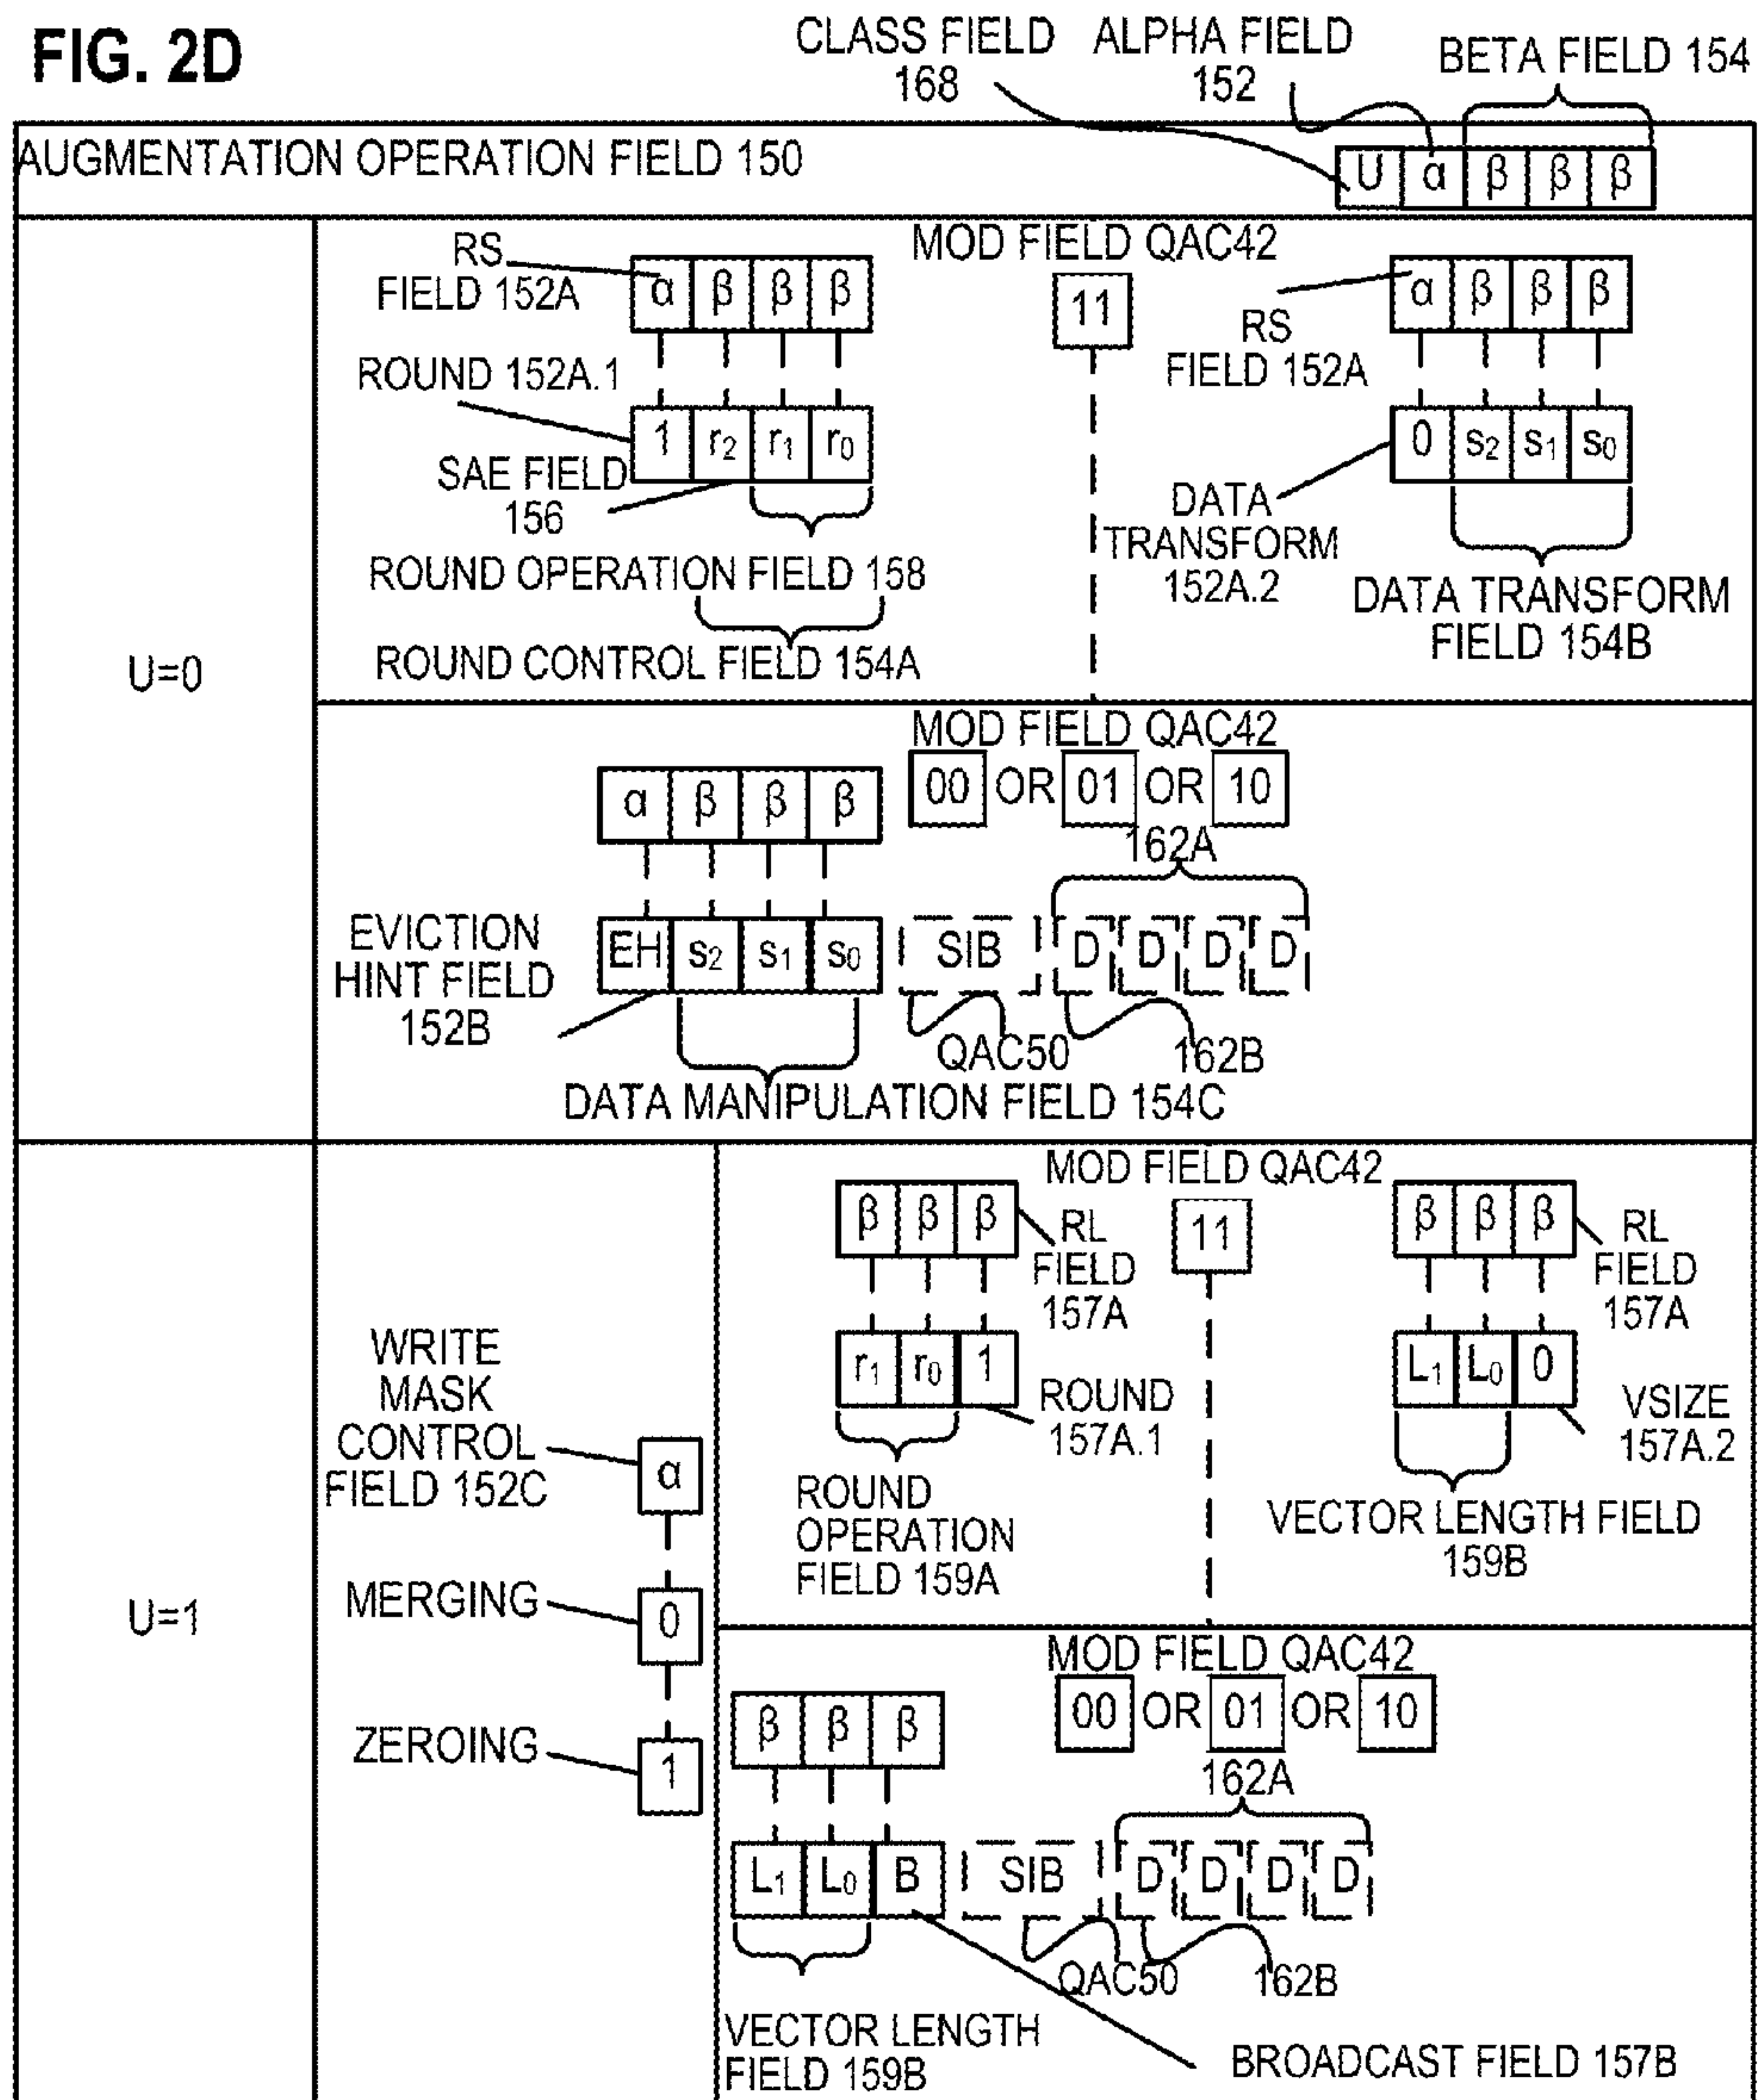 FIG. 2D
CLASS FIELD
168
ALPHA FIELD
152
BETA FIELD 154
AUGMENTATION OPERATION FIELD 150
U α β β β
U=0
MOD FIELD QAC42
11
RS
FIELD 152A
α β β β
ROUND 152A.1
1 r2 r1 r0
SAE FIELD
156
ROUND OPERATION FIELD 158
ROUND CONTROL FIELD 154A
α β β β
RS
FIELD 152A
0 s2 s1 s0
DATA
TRANSFORM
152A.2
DATA TRANSFORM
FIELD 154B
MOD FIELD QAC42
00 OR 01 OR 10
α β β β
162A
EVICTION
HINT FIELD
152B
EH s2 s1 s0 SIB D D D D
QAC50
162B
DATA MANIPULATION FIELD 154C
U=1
WRITE
MASK
CONTROL
FIELD 152C
α
MERGING
0
ZEROING
1
MOD FIELD QAC42
11
β β β
RL
FIELD
157A
r1 r0 1
ROUND
157A.1
ROUND
OPERATION
FIELD 159A
β β β
RL
FIELD
157A
L1 L0 0
VSIZE
157A.2
VECTOR LENGTH FIELD
159B
MOD FIELD QAC42
00 OR 01 OR 10
β β β
162A
L1 L0 B SIB D D D D
QAC50
162B
VECTOR LENGTH
FIELD 159B
BROADCAST FIELD 157B